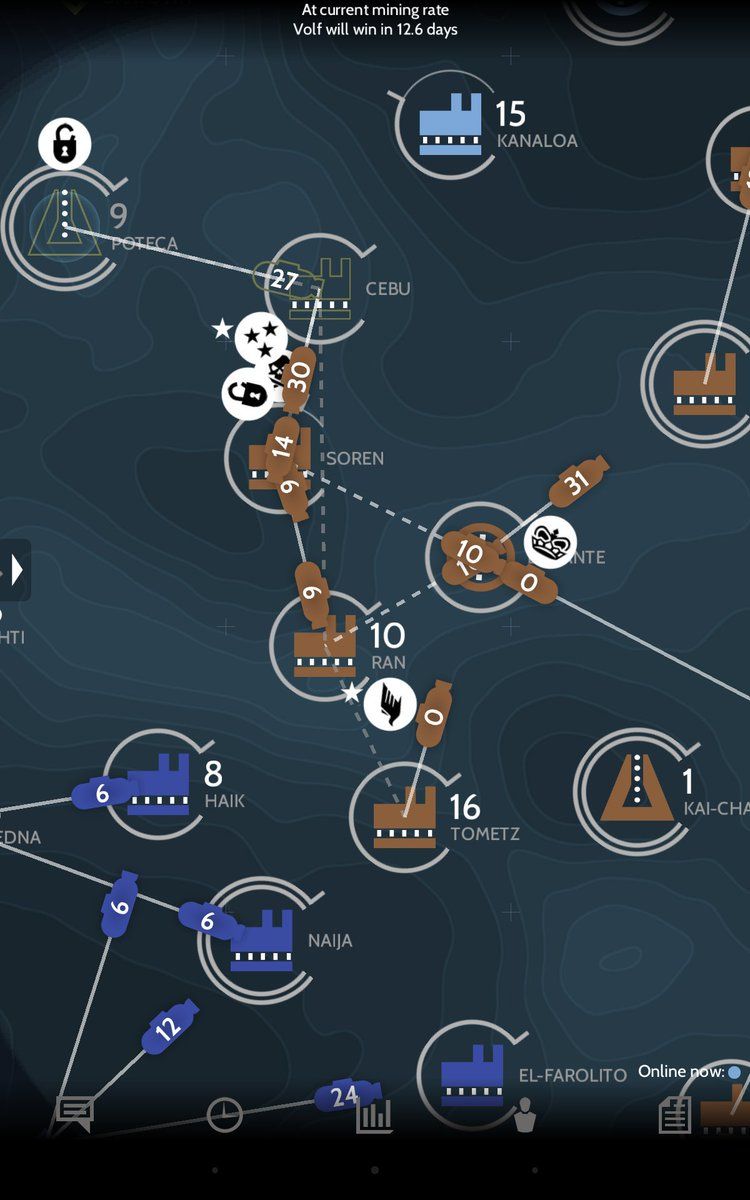 At current mining rate
Volf will win in 12.6 days
15
KANALOA
9
POTECA
27
CEBU
30
14
SOREN
9
31
10
NTE
0
9
10
RAN
0
16
TOMETZ
1
KAI-CHA
HTI
8
HAIK
6
EDNA
6
6
NAIJA
12
EL-FAROLITO
Online now:
24